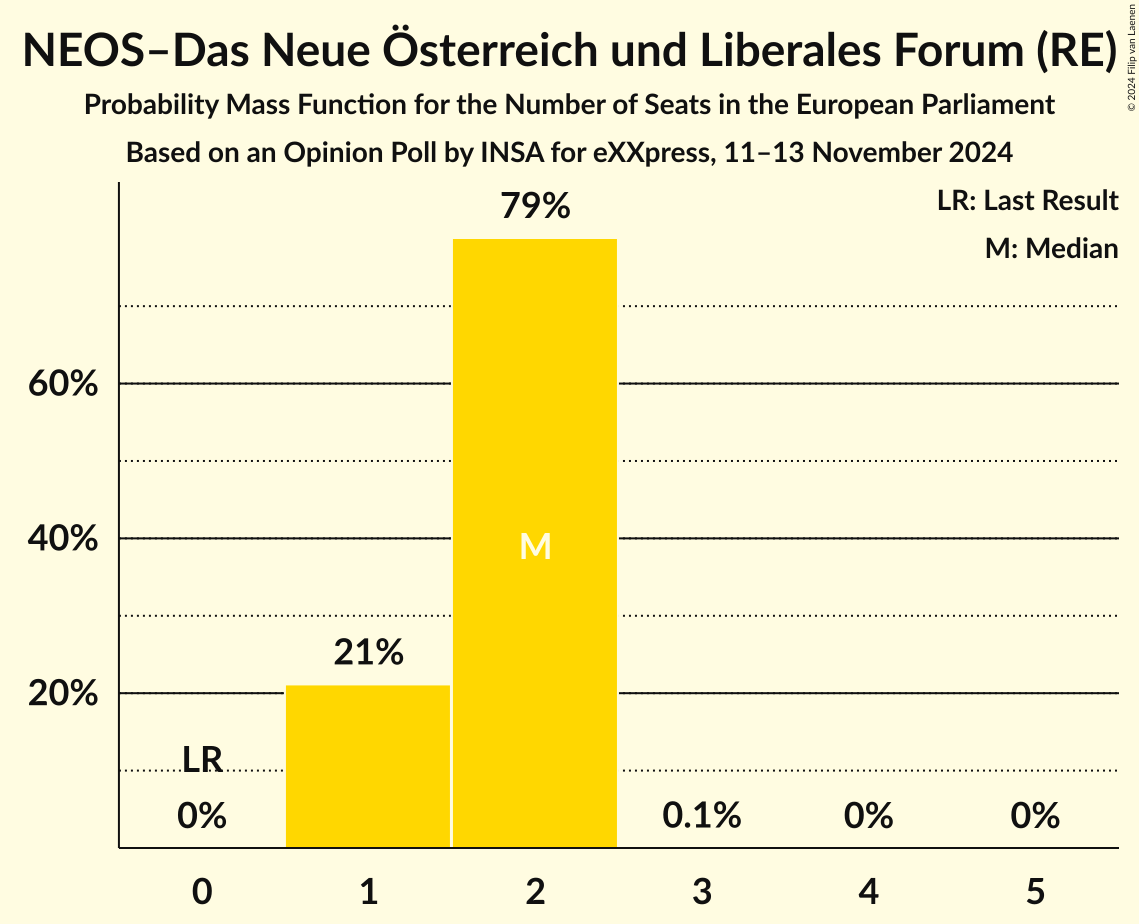 NEOS–Das Neue Österreich und Liberales Forum (RE)
Probability Mass Function for the Number of Seats in the European Parliament
Based on an Opinion Poll by INSA for eXXpress, 11–13 November 2024
© 2024 Filip van Laenen
LR: Last Result
M: Median
79%
60%
40%
M
21%
20%
LR
0%
0.1%
0%
0%
0 1 2 3 4 5